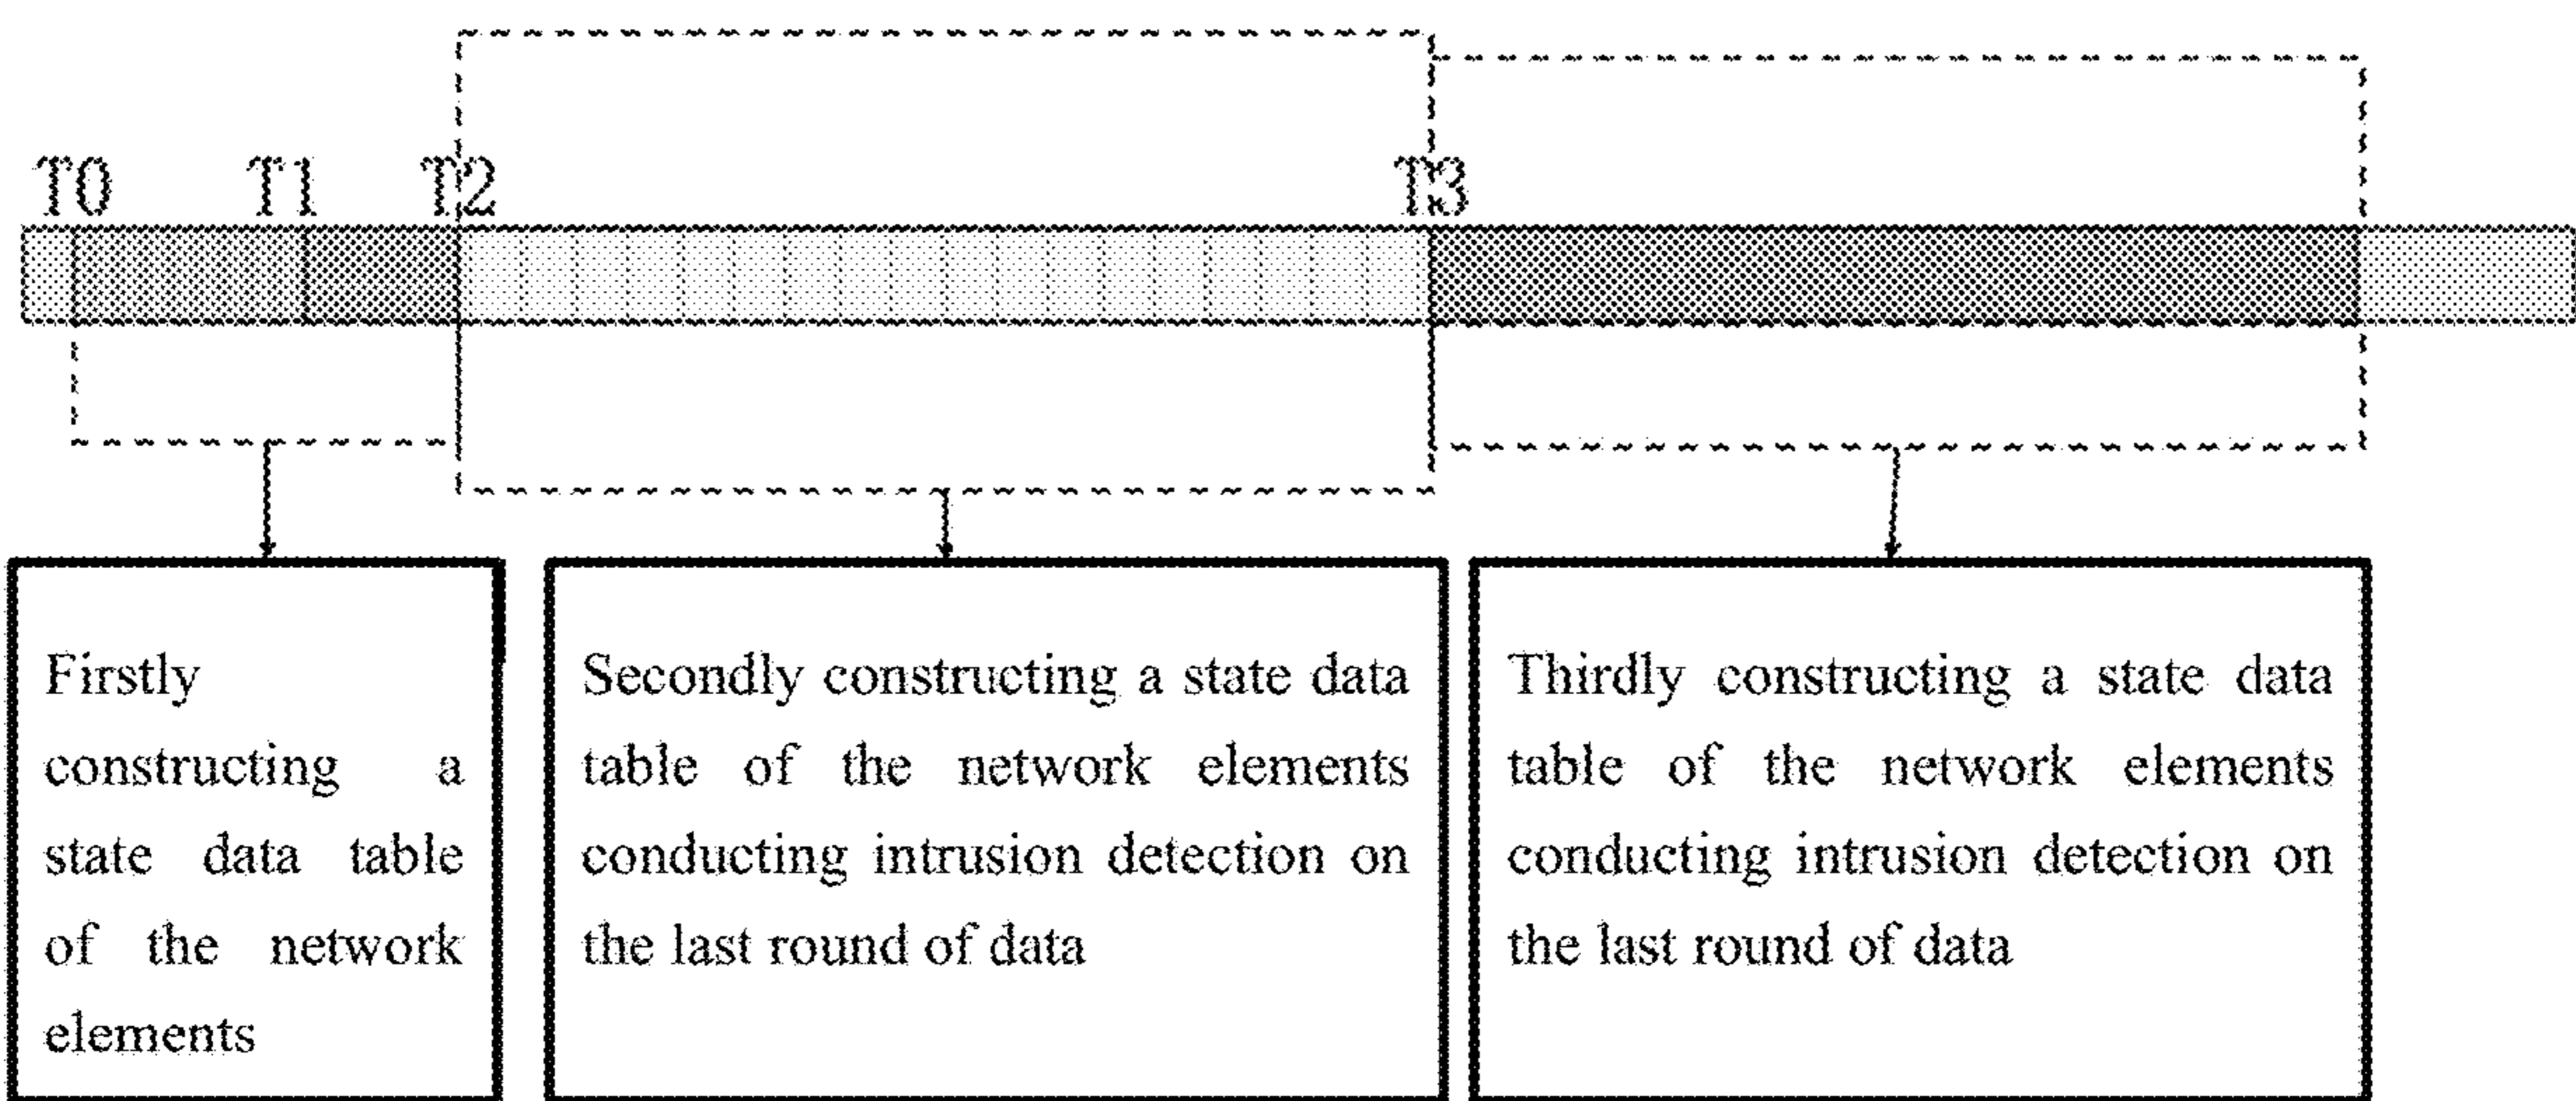 T0 T1 T2 T3
Firstly
constructing a
state data table
of the network
elements
Secondly constructing a state data
table of the network elements
conducting intrusion detection on
the last round of data
Thirdly constructing a state data
table of the network elements
conducting intrusion detection on
the last round of data